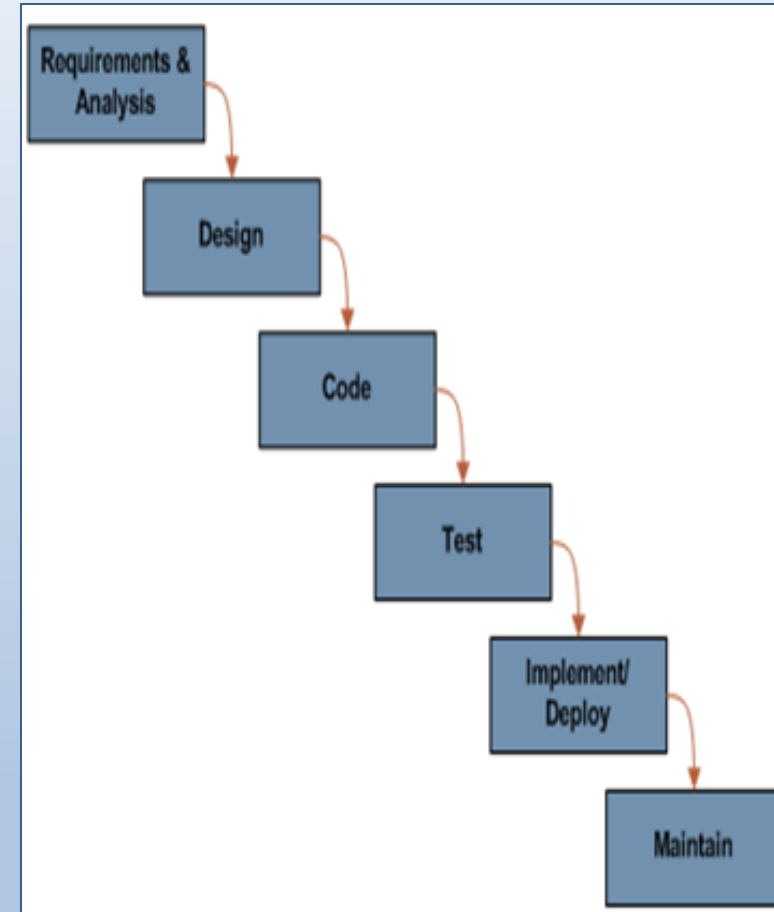 Requirements &
Analysis
Design
Code
Test
Implement/
Deploy
Maintain